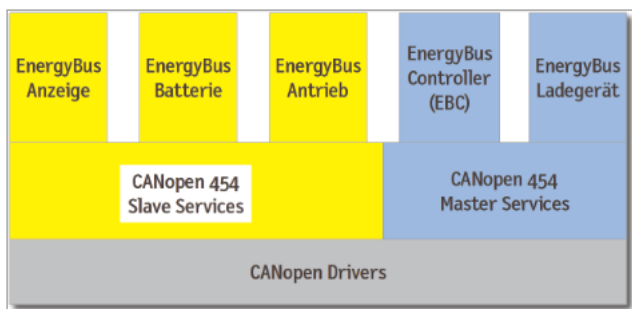 EnergyBus
Anzeige
EnergyBus
Batterie
EnergyBus
Antrieb
EnergyBus
Controller
(EBC)
EnergyBus
Ladegerät
CANopen 454
Slave Services
CANopen 454
Master Services
CANopen Drivers